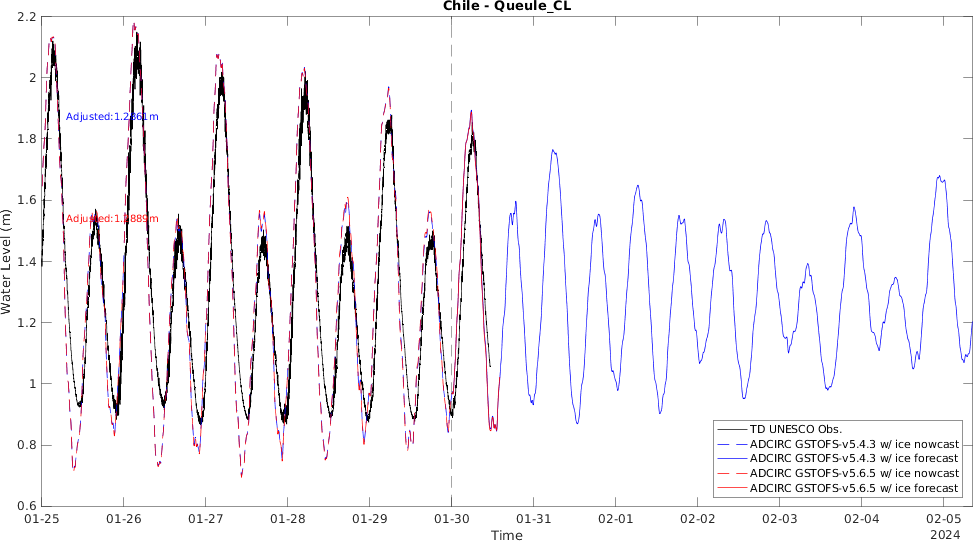 Chile - Queule_CL
Water Level (m)
2.2
2
1.8
1.6
1.4
1.2
1
0.8
0.6
Adjusted:1.2861m
TD UNESCO Obs.
ADCIRC GSTOFS-v5.4.3 w/ ice nowcast
ADCIRC GSTOFS-v5.4.3 w/ ice forecast
ADCIRC GSTOFS-v5.6.5 w/ ice nowcast
ADCIRC GSTOFS-v5.6.5 w/ ice forecast
01-25
01-26
01-27
01-28
01-29
01-30
01-31
02-01
02-02
02-03
02-04
02-05
Time
2024